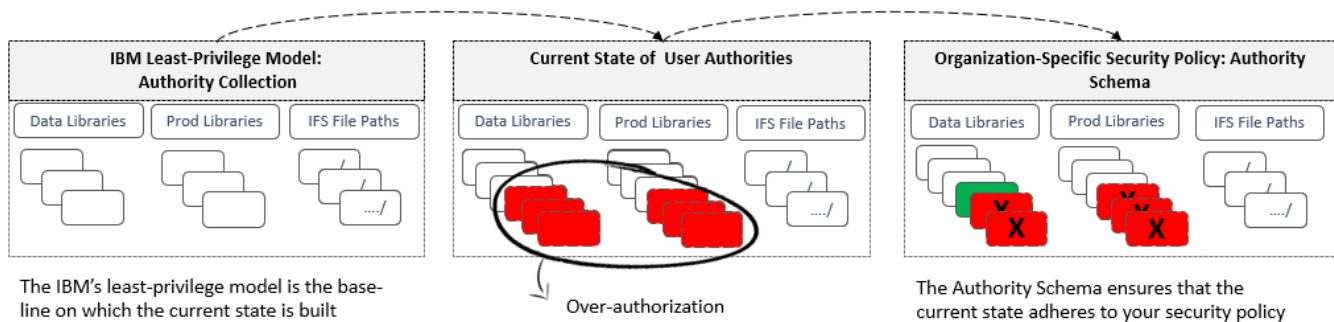 IBM Least-Privilege Model:
Authority Collection
Data Libraries
Prod Libraries
IFS File Paths
/
/
..../
The IBM’s least-privilege model is the base-
line on which the current state is built
Current State of User Authorities
Data Libraries
Prod Libraries
IFS File Paths
/
/
..../
Over-authorization
Organization-Specific Security Policy: Authority
Schema
Data Libraries
Prod Libraries
IFS File Paths
X
X
X
X
X
/
/
..../
The Authority Schema ensures that the
current state adheres to your security policy